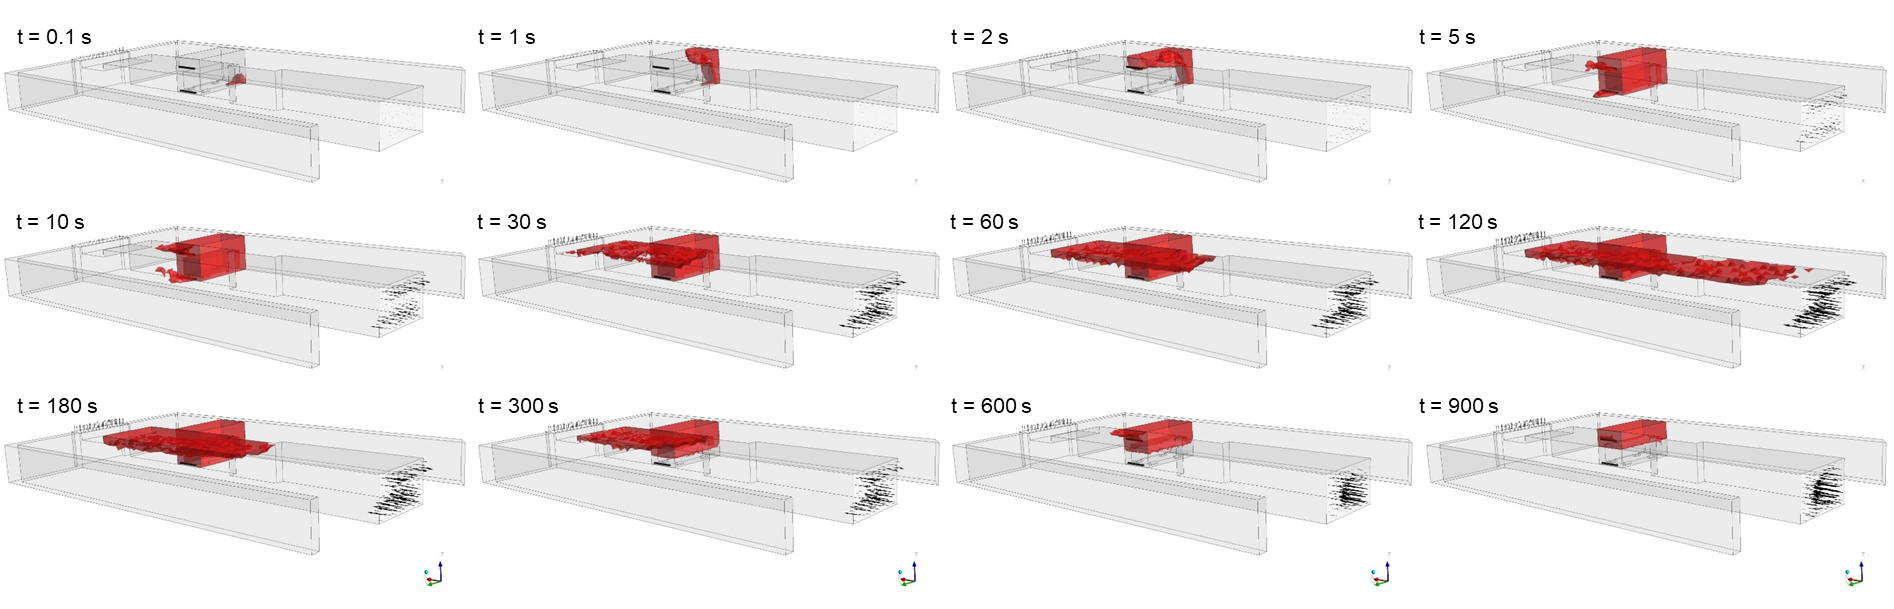 t = 0.1 s
t = 1 s
t = 2 s
t = 5 s
t = 10 s
t = 30 s
t = 60 s
t = 120 s
t = 180 s
t = 300 s
t = 600 s
t = 900 s